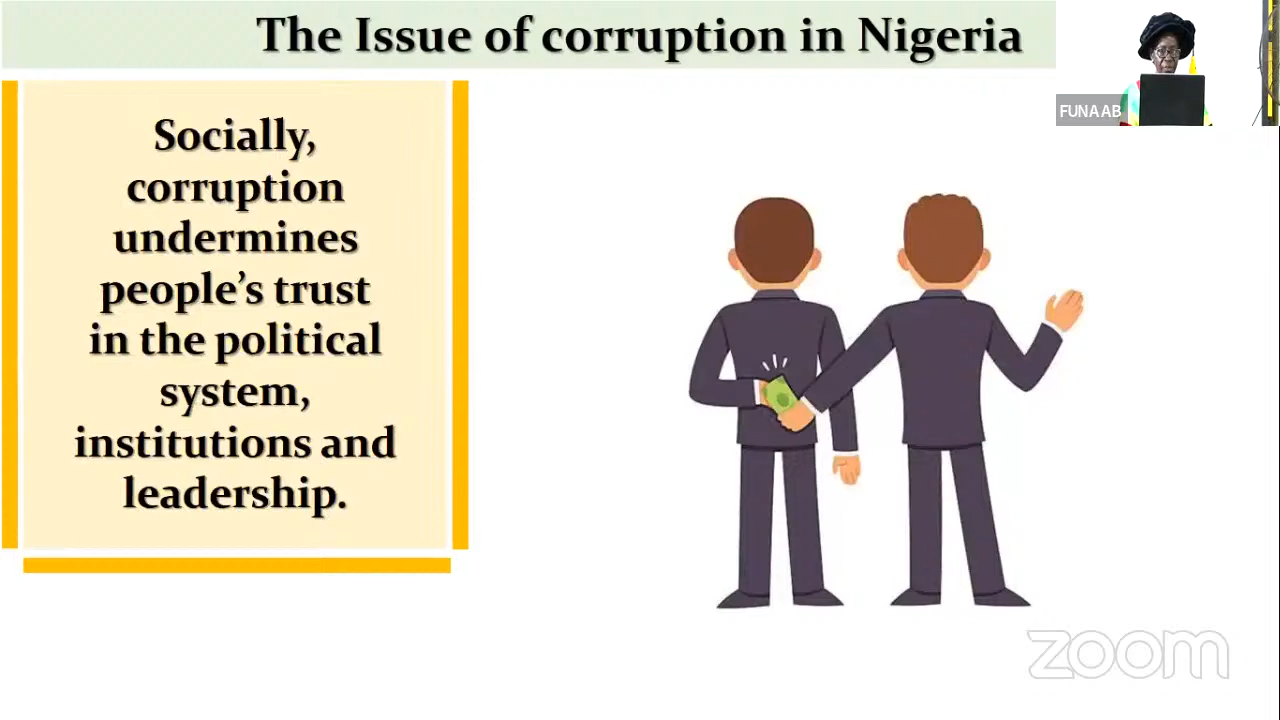 The Issue of corruption in Nigeria
FUNAAB
Socially,
corruption
undermines
people’s trust
in the political
system,
institutions and
leadership.
zoom